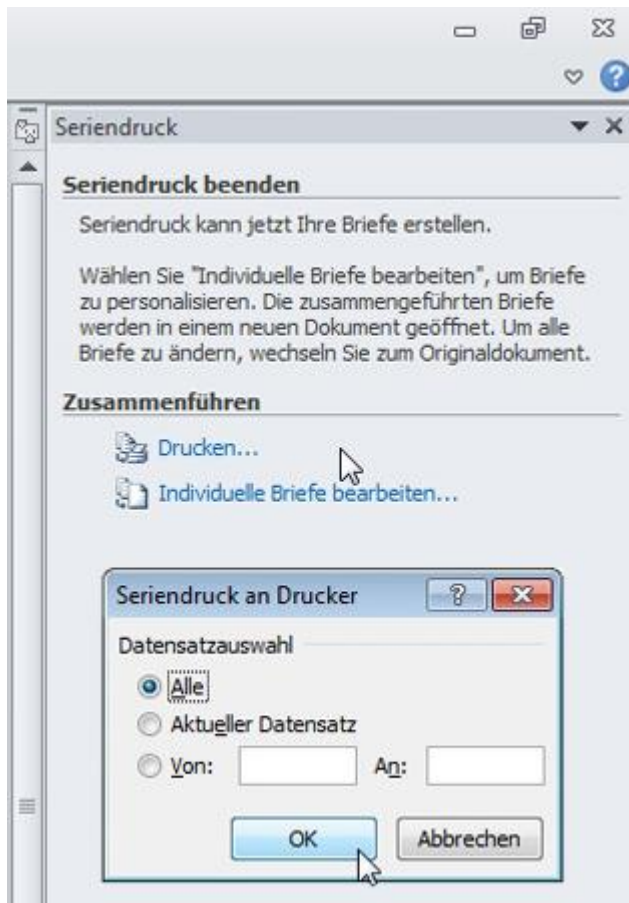 Seriendruck
Seriendruck beenden
Seriendruck kann jetzt Ihre Briefe erstellen.
Wählen Sie "Individuelle Briefe bearbeiten", um Briefe
zu personalisieren. Die zusammengeführten Briefe
werden in einem neuen Dokument geöffnet. Um alle
Briefe zu ändern, wechseln Sie zum Originaldokument.
Zusammenführen
Drucken...
Individuelle Briefe bearbeiten...
Seriendruck an Drucker
Datensatzauswahl
Alle
Aktueller Datensatz
Von: An:
OK Abbrechen